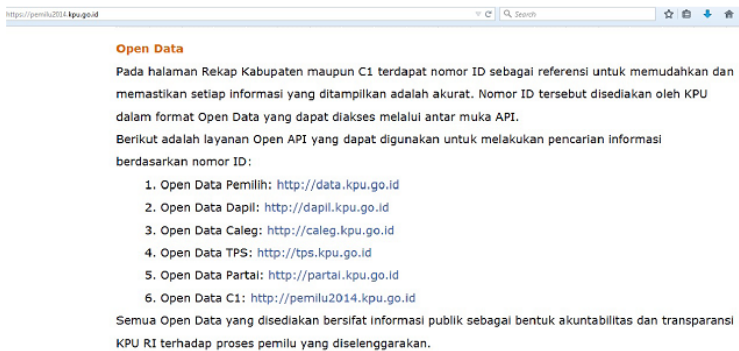 https://pemilu2014.kpu.go.id
Search
Open Data
Pada halaman Rekap Kabupaten maupun C1 terdapat nomor ID sebagai referensi untuk memudahkan dan
memastikan setiap informasi yang ditampilkan adalah akurat. Nomor ID tersebut disediakan oleh KPU
dalam format Open Data yang dapat diakses melalui antar muka API.
Berikut adalah layanan Open API yang dapat digunakan untuk melakukan pencarian informasi
berdasarkan nomor ID:
1. Open Data Pemilih: http://data.kpu.go.id
2. Open Data Dapil: http://dapil.kpu.go.id
3. Open Data Caleg: http://caleg.kpu.go.id
4. Open Data TPS: http://tps.kpu.go.id
5. Open Data Partai: http://partai.kpu.go.id
6. Open Data C1: http://pemilu2014.kpu.go.id
Semua Open Data yang disediakan bersifat informasi publik sebagai bentuk akuntabilitas dan transparansi
KPU RI terhadap proses pemilu yang diselenggarakan.